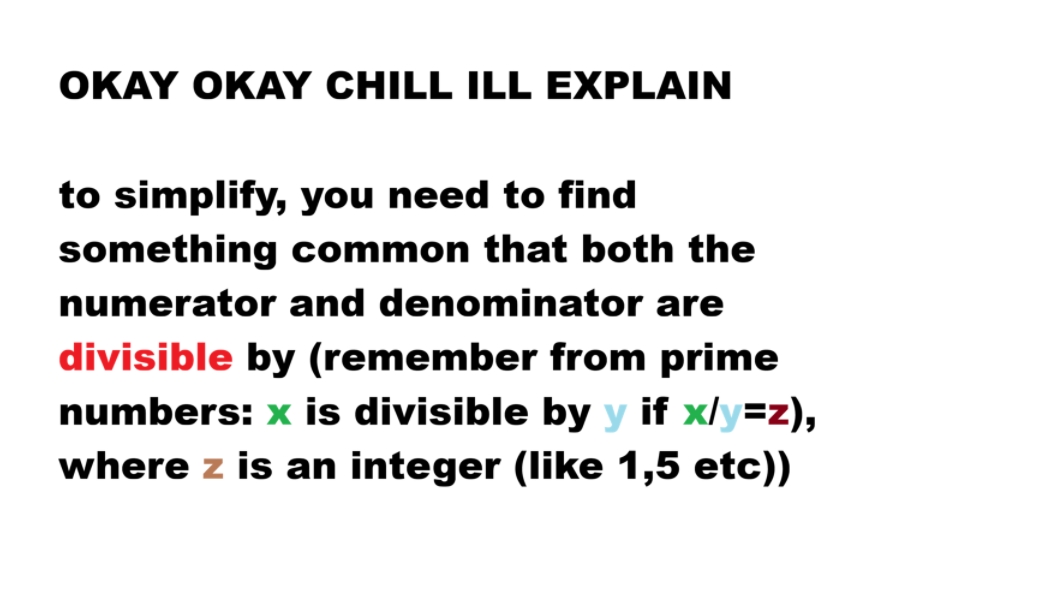 OKAY OKAY CHILL ILL EXPLAIN
to simplify, you need to find
something common that both the
numerator and denominator are
divisible by (remember from prime
numbers: x is divisible by y if x/y=z),
where z is an integer (like 1,5 etc))